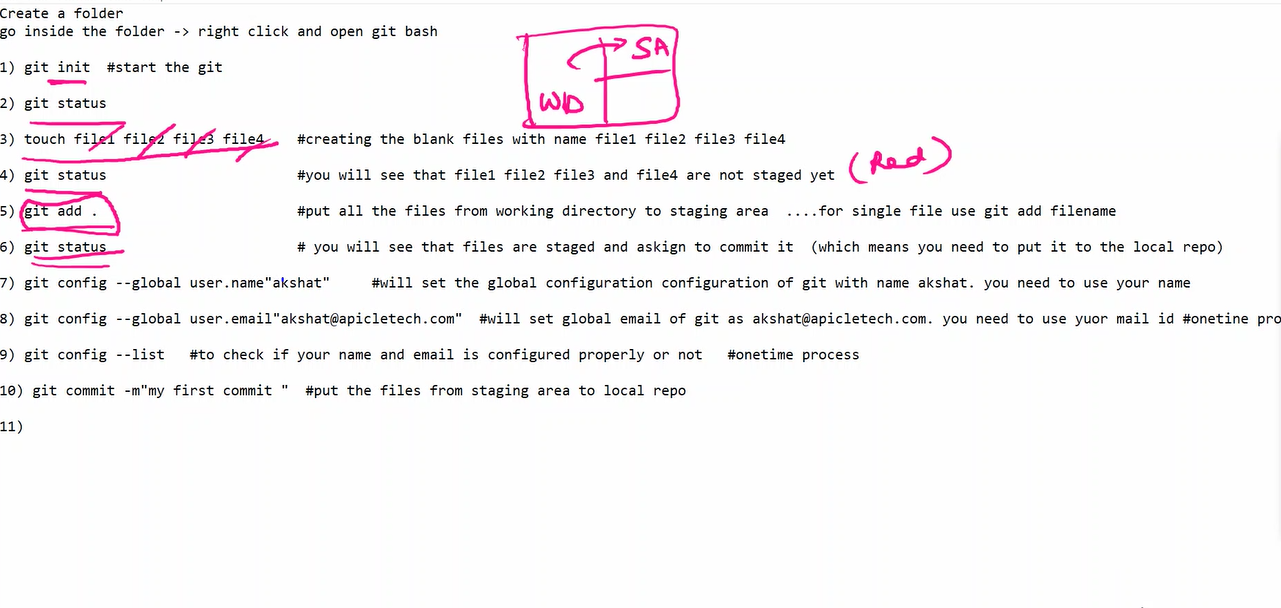 Create a folder
go inside the folder -> right click and open git bash
SA
1) git init #start the git
WD
2) git status
3) touch file1 file2 file3 file4 #creating the blank files with name file1 file2 file3 file4
4) git status #you will see that file1 file2 file3 and file4 are not staged yet (Red)
5) git add . #put all the files from working directory to staging area ....for single file use git add filename
6) git status # you will see that files are staged and askign to commit it (which means you need to put it to the local repo)
7) git config --global user.name"akshat" #will set the global configuration configuration of git with name akshat. you need to use your name
8) git config --global user.email"akshat@apicletech.com" #will set global email of git as akshat@apicletech.com. you need to use yuor mail id #onetine pro
9) git config --list #to check if your name and email is configured properly or not #onetime process
10) git commit -m"my first commit " #put the files from staging area to local repo
11)